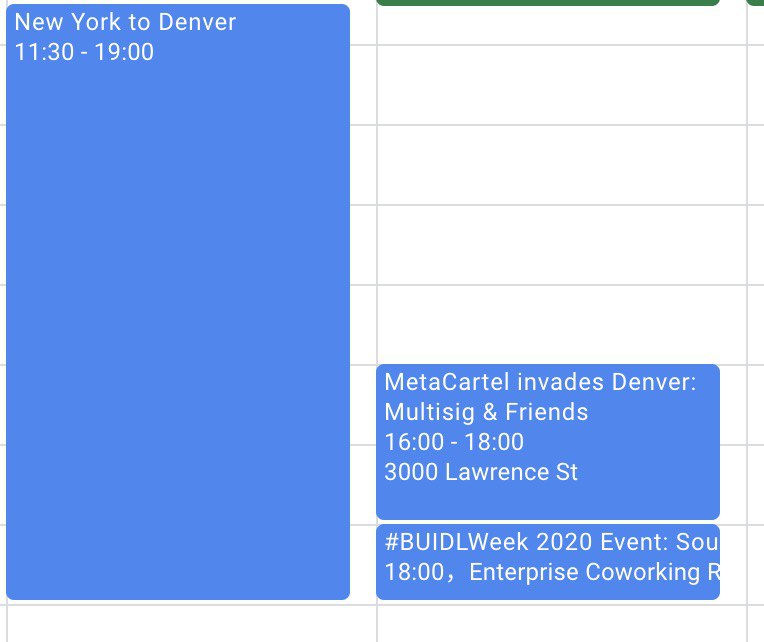 New York to Denver
11:30 - 19:00
MetaCartel invades Denver:
Multisig & Friends
16:00 - 18:00
3000 Lawrence St
#BUIDLWeek 2020 Event: Sou
18:00，Enterprise Coworking R